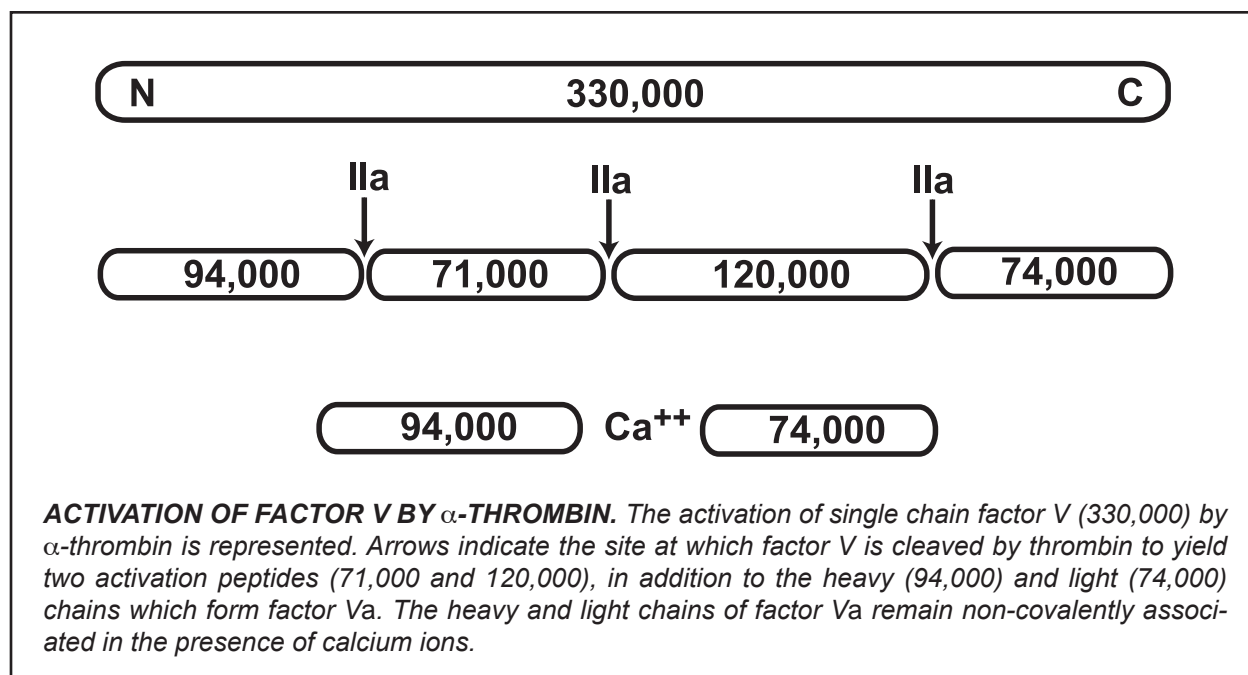 N 330,000 C
IIa IIa IIa
94,000 71,000 120,000 74,000
94,000 Ca++ 74,000
ACTIVATION OF FACTOR V BY α-THROMBIN. The activation of single chain factor V (330,000) by
α-thrombin is represented. Arrows indicate the site at which factor V is cleaved by thrombin to yield
two activation peptides (71,000 and 120,000), in addition to the heavy (94,000) and light (74,000)
chains which form factor Va. The heavy and light chains of factor Va remain non-covalently associ-
ated in the presence of calcium ions.